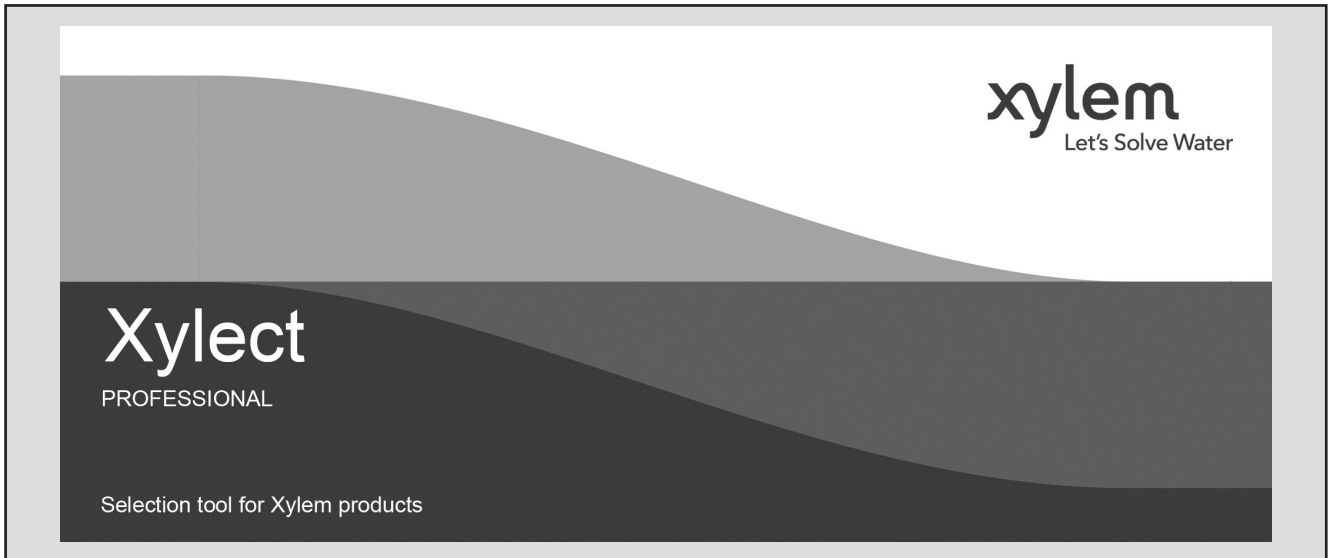 xylem
Let's Solve Water
Xylect
PROFESSIONAL
Selection tool for Xylem products